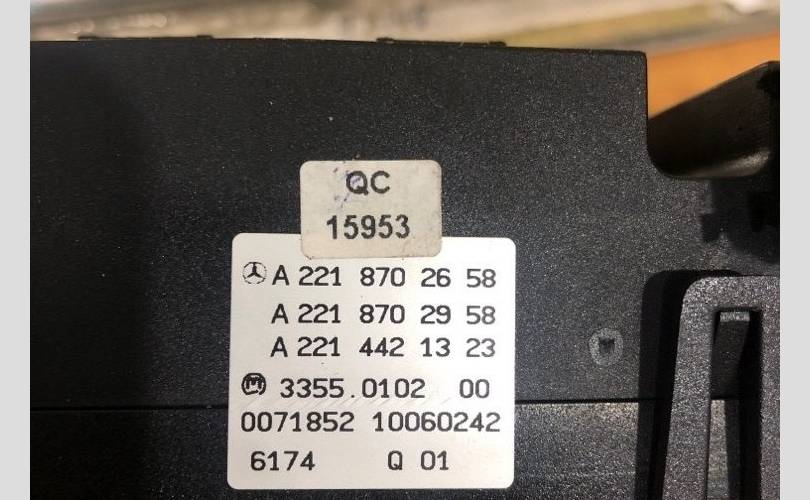 QC
15953
A 221 870 26 58
A 221 870 29 58
A 221 442 13 23
3355.0102 00
0071852 10060242
6174 Q 01